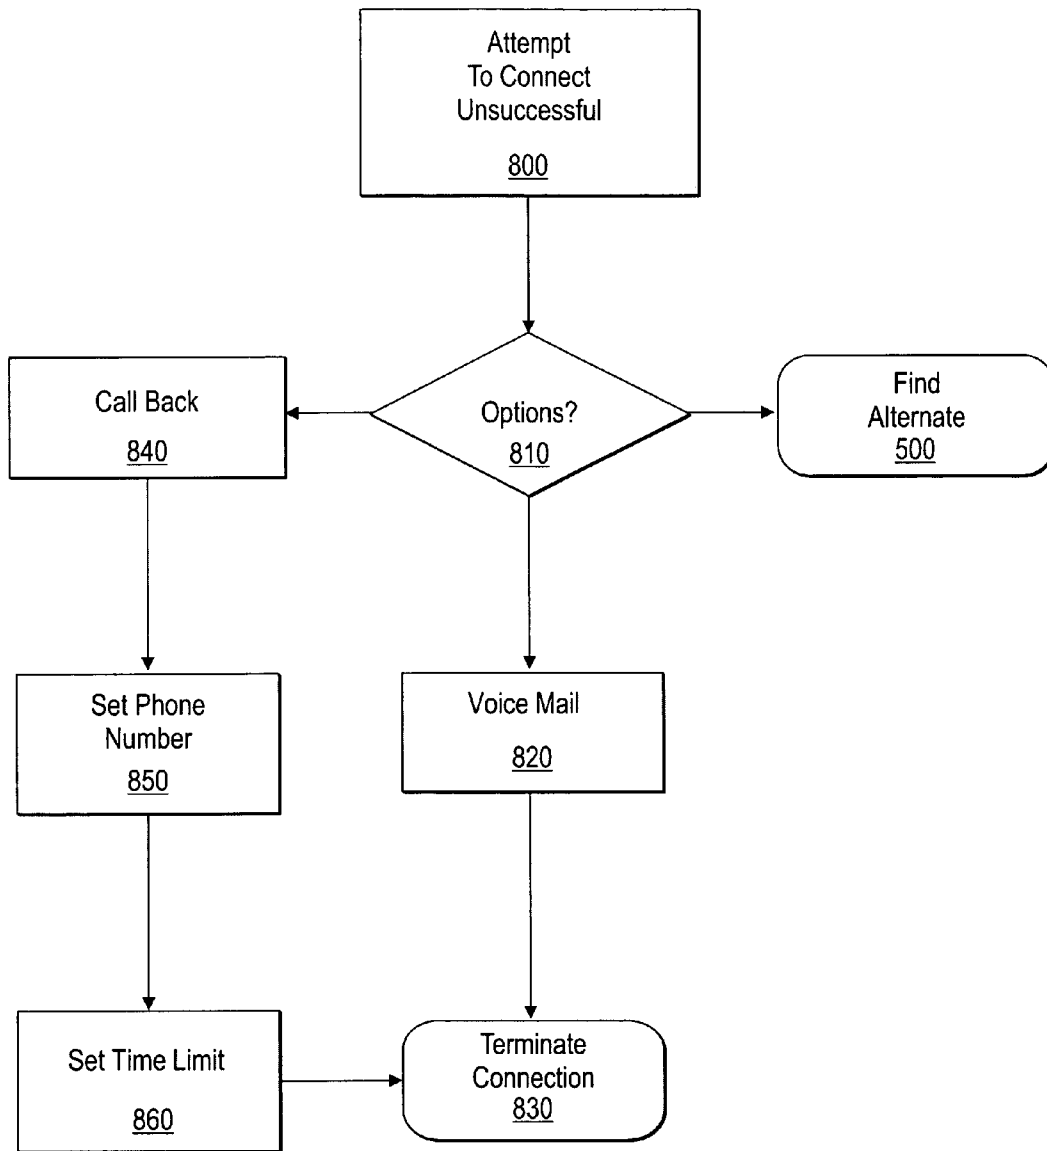 Attempt
To Connect
Unsuccessful
800
Call Back
840
Options?
810
Find
Alternate
500
Set Phone
Number
850
Voice Mail
820
Set Time Limit
860
Terminate
Connection
830